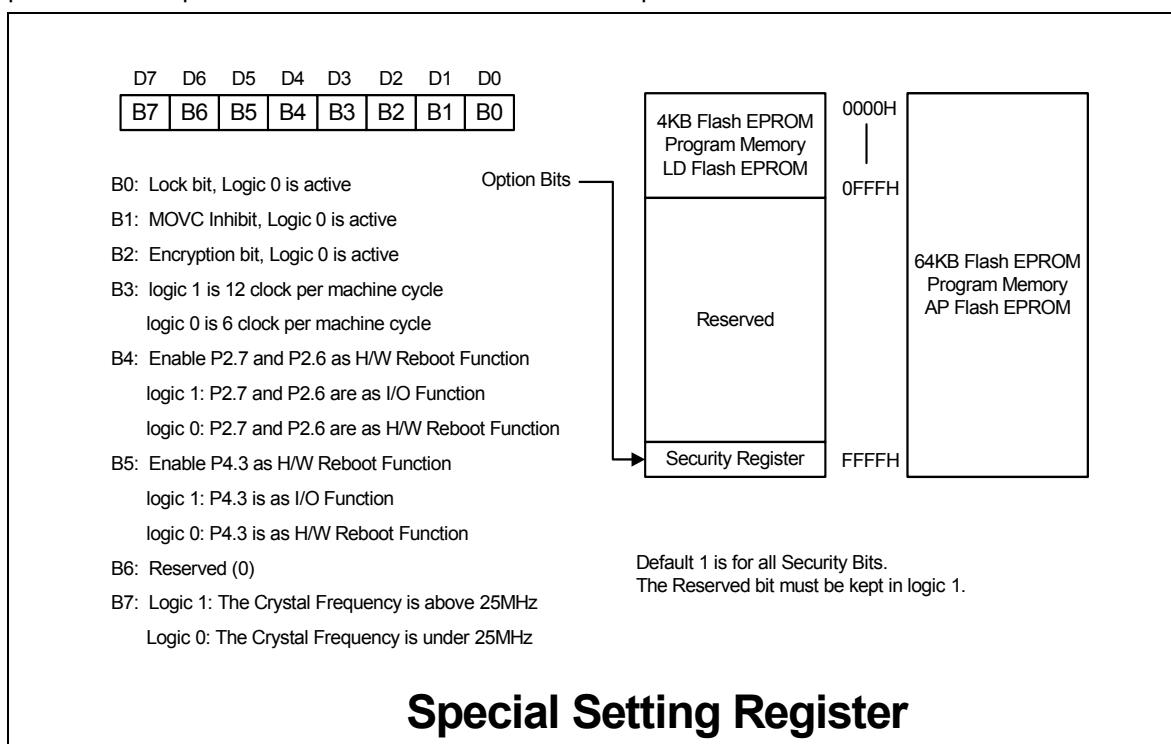 D7 D6 D5 D4 D3 D2 D1 D0
B7 B6 B5 B4 B3 B2 B1 B0
B0: Lock bit, Logic 0 is active
B1: MOVC Inhibit, Logic 0 is active
B2: Encryption bit, Logic 0 is active
B3: logic 1 is 12 clock per machine cycle
logic 0 is 6 clock per machine cycle
B4: Enable P2.7 and P2.6 as H/W Reboot Function
logic 1: P2.7 and P2.6 are as I/O Function
logic 0: P2.7 and P2.6 are as H/W Reboot Function
B5: Enable P4.3 as H/W Reboot Function
logic 1: P4.3 is as I/O Function
logic 0: P4.3 is as H/W Reboot Function
B6: Reserved (0)
B7: Logic 1: The Crystal Frequency is above 25MHz
Logic 0: The Crystal Frequency is under 25MHz
Option Bits
4KB Flash EPROM
Program Memory
LD Flash EPROM
Reserved
Security Register
0000H
0FFFH
FFFFH
64KB Flash EPROM
Program Memory
AP Flash EPROM
Default 1 is for all Security Bits.
The Reserved bit must be kept in logic 1.
Special Setting Register